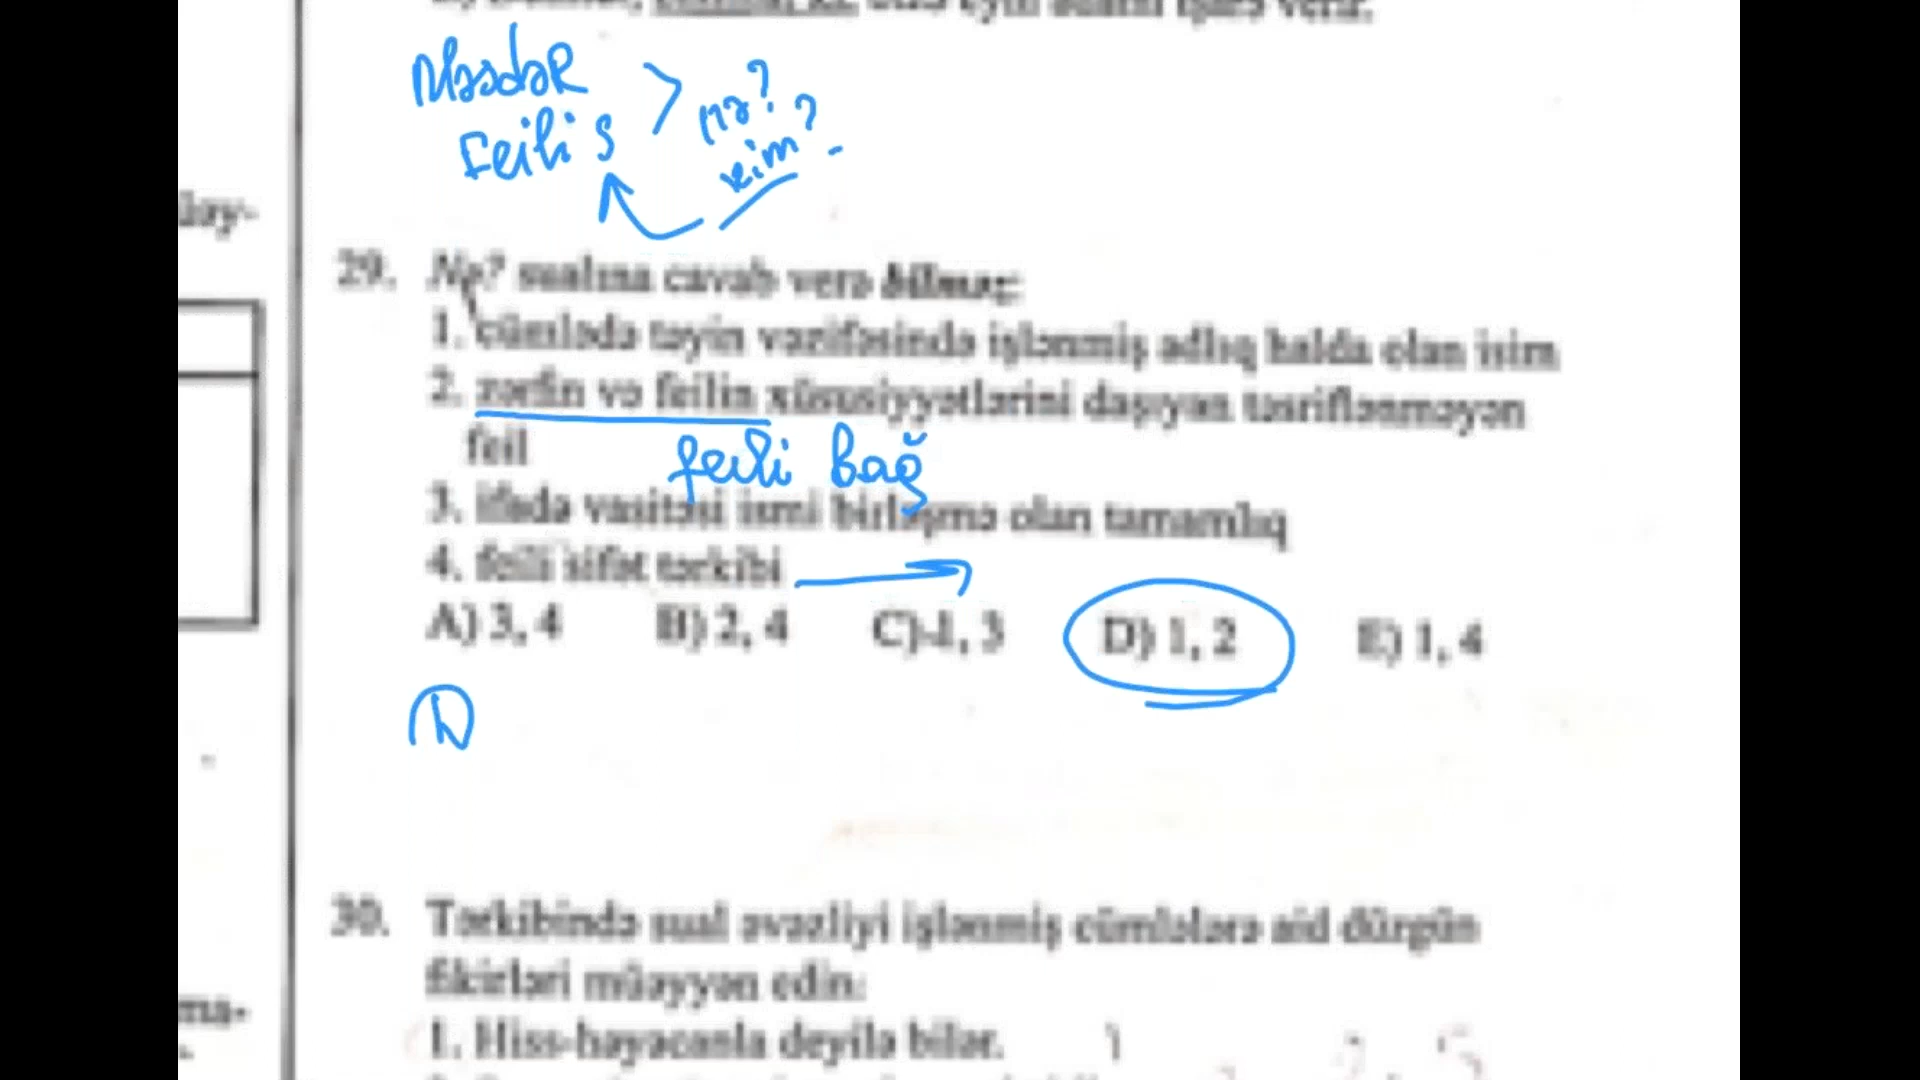 Məsdər
Feili s
nə?
kim?
üləy-
29. Nə? sualına cavab verə bilməz:
1. cümlədə təyin vəzifəsində işlənmiş adlıq halda olan isim
2. zərfin və feilin xüsusiyyətlərini daşıyan təsriflənməyən
feil
feili bağ
3. ifadə vasitəsi ismi birləşmə olan tamamlıq
4. feili sifət tərkibi
A) 3, 4 B) 2, 4 C) 1, 3 D) 1, 2 E) 1, 4
30. Tərkibində sual əvəzliyi işlənmiş cümlələrə aid düzgün
fikirləri müəyyən edin:
mə-
1. Hiss-həyəcanla deyilə bilər.